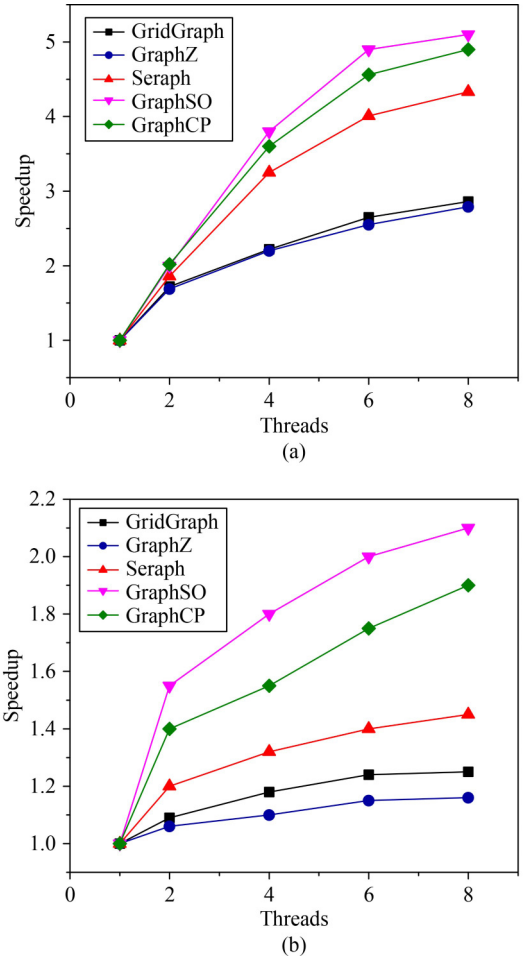 GridGraph
GraphZ
Seraph
GraphSO
GraphCP
5
4
3
2
1
Speedup
0 2 4 6 8
Threads
(a)
2.2
2.0
1.8
1.6
1.4
1.2
1.0
GridGraph
GraphZ
Seraph
GraphSO
GraphCP
Speedup
0 2 4 6 8
Threads
(b)